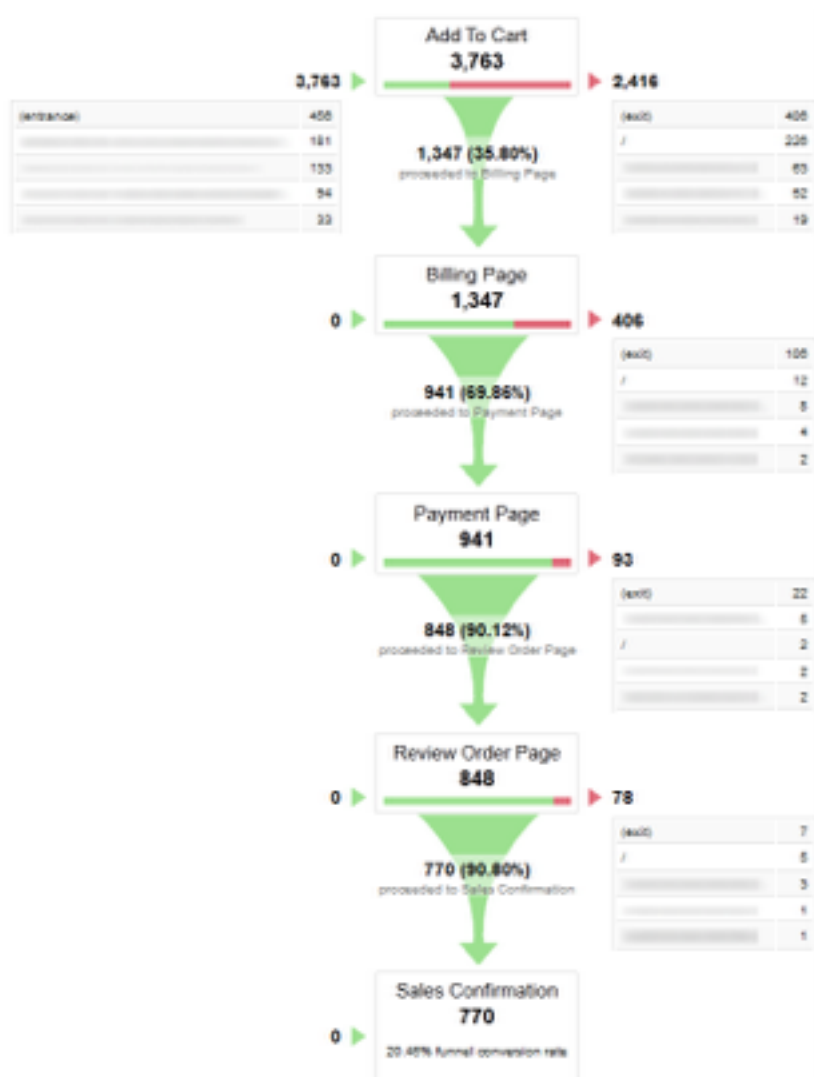 Add To Cart
3,763
3,763
2,416
(entrance) 456
181
133
94
33
(exit) 406
/ 226
63
62
19
1,347 (35.80%)
proceeded to Billing Page
Billing Page
1,347
0
406
(exit) 106
/ 12
5
4
2
941 (69.86%)
proceeded to Payment Page
Payment Page
941
0
93
(exit) 22
/ 2
2
2
848 (90.12%)
proceeded to Review Order Page
Review Order Page
848
0
78
(exit) 7
/ 5
3
1
1
770 (90.80%)
proceeded to Sales Confirmation
Sales Confirmation
770
0
20.46% funnel conversion rate